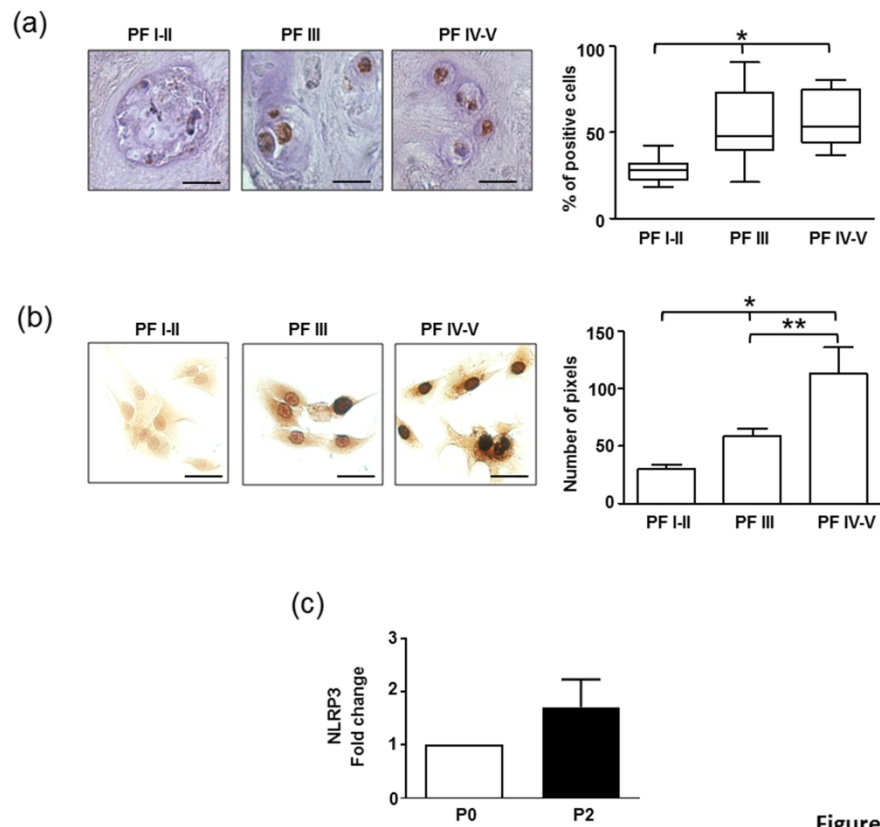 (a)
PF I-II
PF III
PF IV-V
% of positive cells
100
50
0
*
PF I-II
PF III
PF IV-V
(b)
PF I-II
PF III
PF IV-V
Number of pixels
150
100
50
0
*
**
PF I-II
PF III
PF IV-V
(c)
NLRP3
Fold change
3
2
1
0
P0
P2
Figure